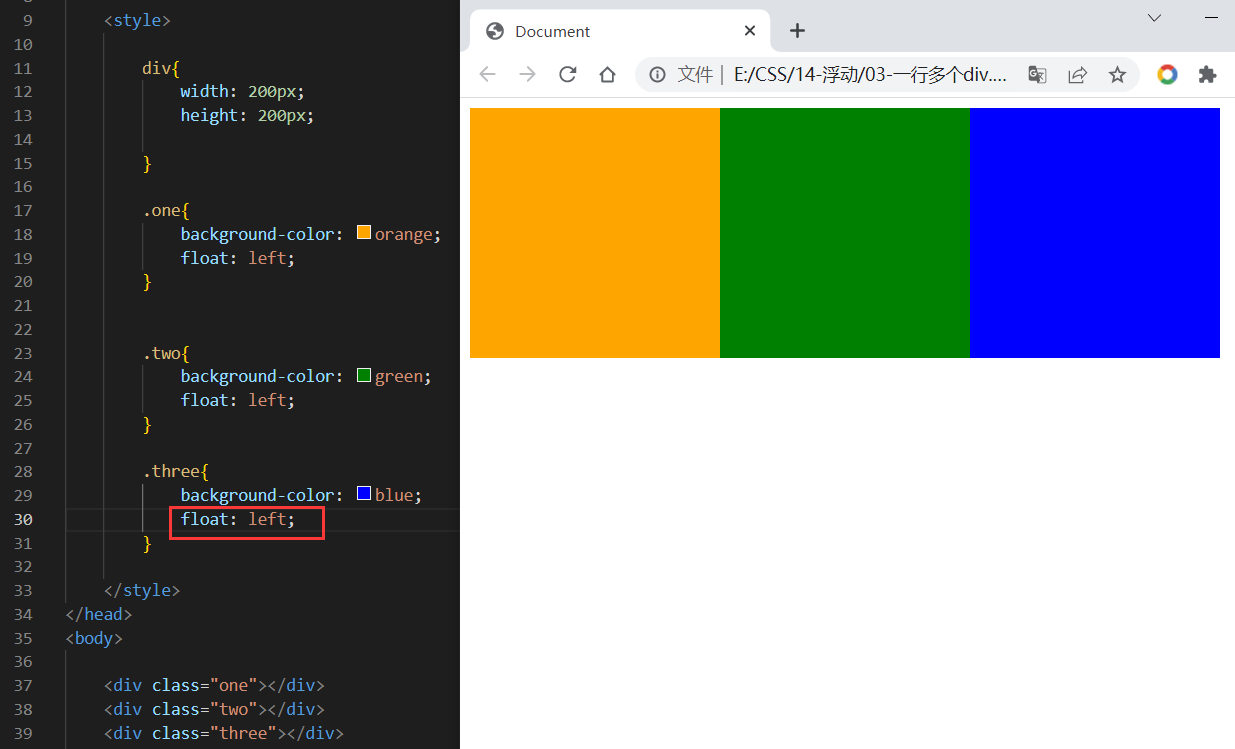 9 <style>
10
11 div{
12 width: 200px;
13 height: 200px;
14
15 }
16
17 .one{
18 background-color: orange;
19 float: left;
20 }
21
22
23 .two{
24 background-color: green;
25 float: left;
26 }
27
28 .three{
29 background-color: blue;
30 float: left;
31 }
32
33 </style>
34 </head>
35 <body>
36
37 <div class="one"></div>
38 <div class="two"></div>
39 <div class="three"></div>
Document
文件 | E:/CSS/14-浮动/03-一行多个div....